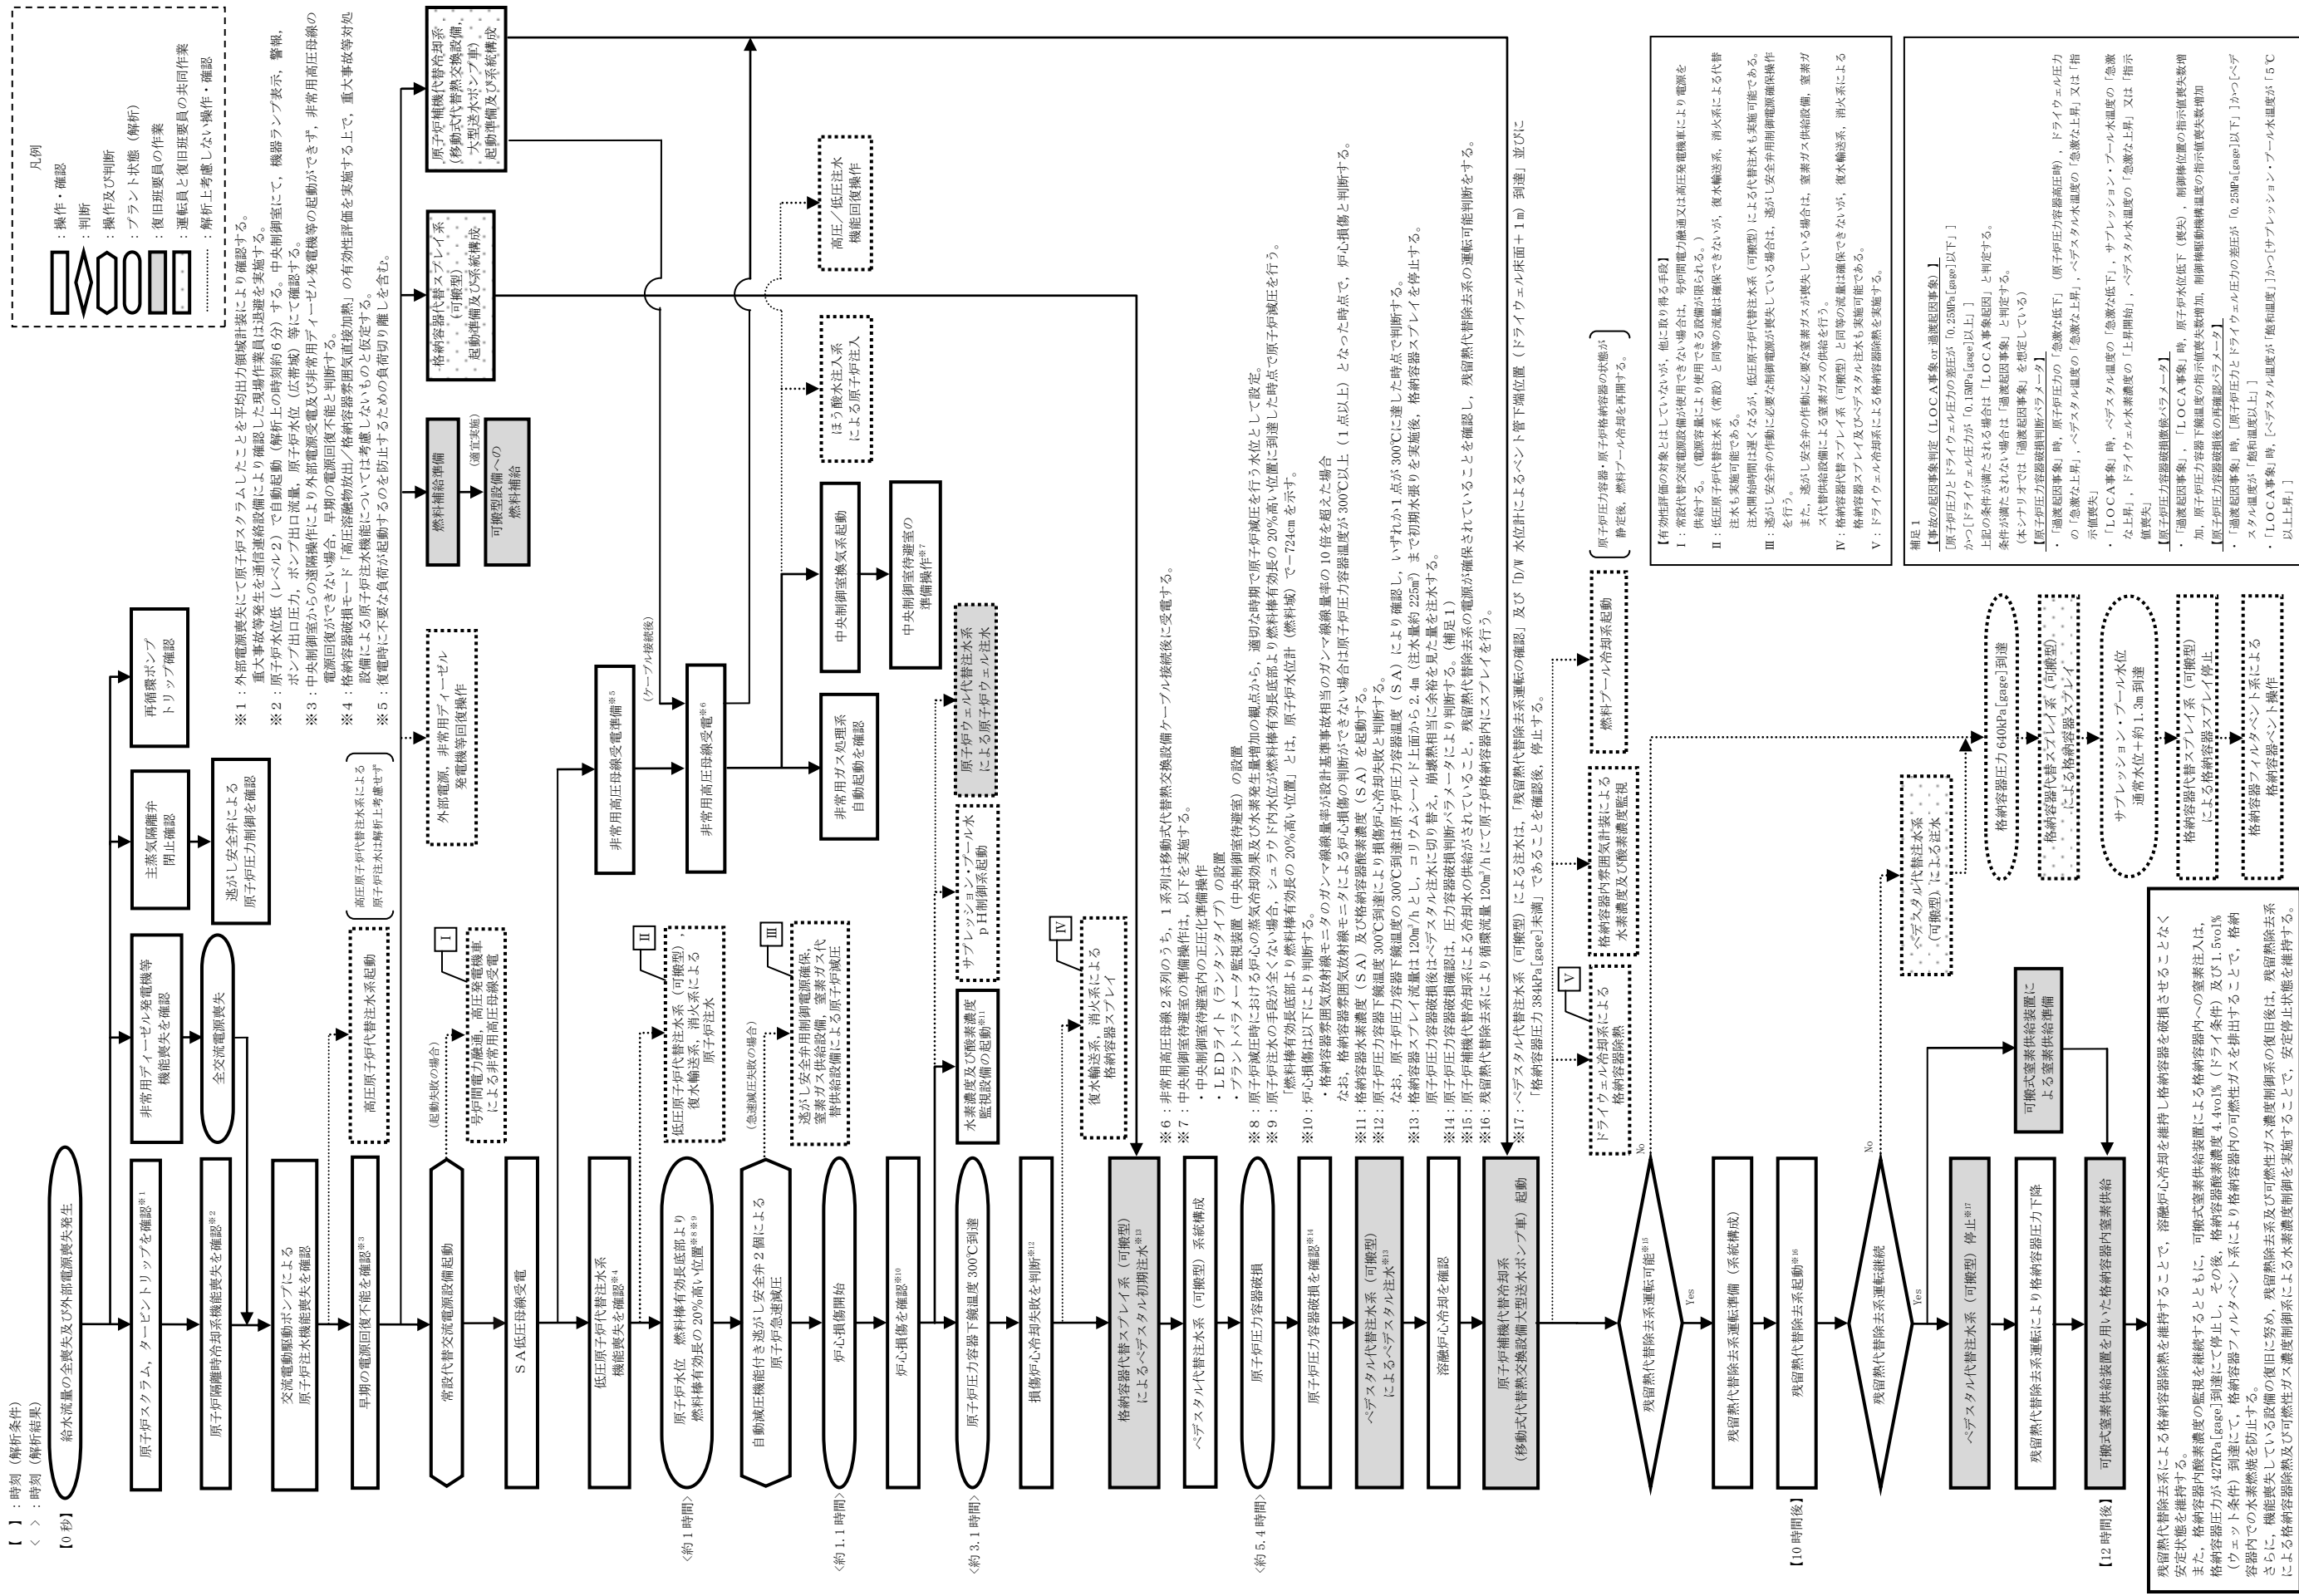 【　】：時刻（解析条件）
＜　＞：時刻（解析結果）
凡例
：操作・確認
：判断
：操作及び判断
：プラント状態（解析）
：復旧班要員の作業
：運転員と復旧班要員の共同作業
：解析上考慮しない操作・確認
【0 秒】
給水流量の全喪失及び外部電源喪失発生
原子炉スクラム，タービントリップを確認※1
非常用ディーゼル発電機等
機能喪失を確認
主蒸気隔離弁
閉止確認
再循環ポンプ
トリップ確認
原子炉隔離時冷却系機能喪失を確認※2
全交流電源喪失
逃がし安全弁による
原子炉圧力制御を確認
交流電動駆動ポンプによる
原子炉注水機能喪失を確認
早期の電源回復不能を確認※3
高圧原子炉代替注水系起動
高圧原子炉代替注水系による
原子炉注水は解析上考慮せず
※1：外部電源喪失にて原子炉スクラムしたことを平均出力領域計装により確認する。
重大事故等発生を通信連絡設備により確認した現場作業員は退避を実施する。
※2：原子炉水位低（レベル２）で自動起動（解析上の時刻約６分）する。中央制御室にて，機器ランプ表示，警報，
ポンプ出口圧力，ポンプ出口流量，原子炉水位（広帯域）等にて確認する。
※3：中央制御室からの遠隔操作により外部電源受電及び非常用ディーゼル発電機等の起動ができず，非常用高圧母線の
電源回復ができない場合，早期の電源回復不能と判断する。
※4：格納容器破損モード「高圧溶融物放出／格納容器雰囲気直接加熱」の有効性評価を実施する上で，重大事故等対処
設備による原子炉注水機能については考慮しないものと仮定する。
※5：復電時に不要な負荷が起動するのを防止するための負荷切り離しを含む。
常設代替交流電源設備起動
（起動失敗の場合）
Ⅰ
号炉間電力融通，高圧発電機車
による非常用高圧母線受電
外部電源，非常用ディーゼル
発電機等回復操作
燃料補給準備
（適宜実施）
可搬型設備への
燃料補給
格納容器代替スプレイ系
（可搬型）
起動準備及び系統構成
原子炉補機代替冷却系
（移動式代替熱交換設備，
大型送水ポンプ車）
起動準備及び系統構成
ＳＡ低圧母線受電
低圧原子炉代替注水系
機能喪失を確認※4
非常用高圧母線受電準備※5
（ケーブル接続後）
非常用高圧母線受電※6
Ⅱ
低圧原子炉代替注水系（可搬型），
復水輸送系，消火系による
原子炉注水
＜約 1 時間＞
原子炉水位　燃料棒有効長底部より
燃料棒有効長の 20％高い位置※8※9
非常用ガス処理系
自動起動を確認
中央制御室換気系起動
中央制御室待避室の
準備操作※7
ほう酸水注入系
による原子炉注入
高圧／低圧注水
機能回復操作
自動減圧機能付き逃がし安全弁２個による
原子炉急速減圧
（急速減圧失敗の場合）
Ⅲ
逃がし安全弁用制御電源確保，
窒素ガス供給設備，窒素ガス代
替供給設備による原子炉減圧
＜約 1.1 時間＞
炉心損傷開始
炉心損傷を確認※10
水素濃度及び酸素濃度
監視設備の起動※11
サプレッション・プール水
ｐＨ制御系起動
原子炉ウェル代替注水系
による原子炉ウェル注水
＜約 3.1 時間＞
原子炉圧力容器下鏡温度 300℃到達
損傷炉心冷却失敗を判断※12
Ⅳ
復水輸送系，消火系による
格納容器スプレイ
格納容器代替スプレイ系（可搬型）
によるペデスタル初期注水※13
ペデスタル代替注水系（可搬型）系統構成
＜約 5.4 時間＞
原子炉圧力容器破損
原子炉圧力容器破損を確認※14
ペデスタル代替注水系（可搬型）
によるペデスタル注水※13
溶融炉心冷却を確認
原子炉補機代替冷却系
（移動式代替熱交換設備大型送水ポンプ車）起動
※6：非常用高圧母線２系列のうち，１系列は移動式代替熱交換設備ケーブル接続後に受電する。
※7：中央制御室待避室の準備操作は，以下を実施する。
・中央制御室待避室内の正圧化準備操作
・ＬＥＤライト（ランタンタイプ）の設置
・プラントパラメータ監視装置（中央制御室待避室）の設置
※8：原子炉減圧時における炉心の蒸気冷却効果及び水素発生量増加の観点から，適切な時期で原子炉減圧を行う水位として設定。
※9：原子炉注水の手段が全くない場合，シュラウド内水位が燃料棒有効長底部より燃料棒有効長の 20％高い位置に到達した時点で原子炉減圧を行う。
「燃料棒有効長底部より燃料棒有効長の 20％高い位置」とは，原子炉水位計（燃料域）で－724cm を示す。
※10：炉心損傷は以下により判断する。
・格納容器雰囲気放射線モニタのガンマ線線量率が設計基準事故相当のガンマ線線量率の 10 倍を超えた場合
なお，格納容器雰囲気放射線モニタによる炉心損傷の判断ができない場合は原子炉圧力容器温度が 300℃以上（１点以上）となった時点で，炉心損傷と判断する。
※11：格納容器水素濃度（ＳＡ）及び格納容器酸素濃度（ＳＡ）を起動する。
※12：原子炉圧力容器下鏡温度 300℃到達により損傷炉心冷却失敗と判断する。
なお，原子炉圧力容器下鏡温度の 300℃到達は原子炉圧力容器温度（ＳＡ）により確認し，いずれか１点が 300℃に達した時点で判断する。
※13：格納容器スプレイ流量は 120m³/h とし，コリウムシールド上面から 2.4m（注水量約 225m³）まで初期水張りを実施後，格納容器スプレイを停止する。
原子炉圧力容器破損後はペデスタル注水に切り替え，崩壊熱相当に余裕を見た量を注水する。
※14：原子炉圧力容器破損確認は，圧力容器破損判断パラメータにより判断する。（補足１）
※15：原子炉補機代替冷却系による冷却水の供給がされていること，残留熱代替除去系の電源が確保されていることを確認し，残留熱代替除去系の運転可能判断をする。
※16：残留熱代替除去系により循環流量 120m³/h にて原子炉格納容器内にスプレイを行う。
※17：ペデスタル代替注水系（可搬型）による注水は，「残留熱代替除去系運転の確認」及び「D/W 水位計によるベント管下端位置（ドライウェル床面＋１m）到達」並びに
「格納容器圧力 384kPa[gage]未満」であることを確認後，停止する。
Ⅴ
ドライウェル冷却系による
格納容器除熱
格納容器内雰囲気計装による
水素濃度及び酸素濃度監視
燃料プール冷却系起動
原子炉圧力容器・原子炉格納容器の状態が
静定後，燃料プール冷却を再開する。
残留熱代替除去系運転可能※15
No
Yes
残留熱代替除去系運転準備（系統構成）
【10 時間後】
残留熱代替除去系起動※16
残留熱代替除去系運転継続
No
Yes
ペデスタル代替注水系
（可搬型）による注水
ペデスタル代替注水系（可搬型）停止※17
残留熱代替除去系運転により格納容器圧力下降
可搬式窒素供給装置に
よる窒素供給準備
【12 時間後】
可搬式窒素供給装置を用いた格納容器内窒素供給
格納容器圧力 640kPa[gage]到達
格納容器代替スプレイ系（可搬型）
による格納容器スプレイ
サプレッション・プール水位
通常水位＋約 1.3m 到達
格納容器代替スプレイ系（可搬型）
による格納容器スプレイ停止
格納容器フィルタベント系による
格納容器ベント操作
残留熱代替除去系による格納容器除熱を維持することで，溶融炉心冷却を維持し格納容器を破損させることなく
安定状態を維持する。
また，格納容器内酸素濃度の監視を継続するとともに，可搬式窒素供給装置による格納容器内への窒素注入は，
格納容器圧力が 427KPa[gage]到達にて停止し，その後，格納容器酸素濃度 4.4vol％（ドライ条件）及び 1.5vol％
（ウェット条件）到達にて，格納容器フィルタベント系により格納容器内の可燃性ガスを排出することで，格納
容器内での水素燃焼を防止する。
さらに，機能喪失している設備の復旧に努め，残留熱除去系及び可燃性ガス濃度制御系の復旧後は，残留熱除去系
による格納容器除熱及び可燃性ガス濃度制御系による水素濃度制御を実施することで，安定停止状態を維持する。
【有効性評価の対象とはしていないが，他に取り得る手段】
Ⅰ：常設代替交流電源設備が使用できない場合は，号炉間電力融通又は高圧発電機車により電源を
供給する。（電源容量により使用できる設備が限られる。）
Ⅱ：低圧原子炉代替注水系（常設）と同等の流量は確保できないが，復水輸送系，消火系による代替
注水も実施可能である。
注水開始時間は遅くなるが，低圧原子炉代替注水系（可搬型）による代替注水も実施可能である。
Ⅲ：逃がし安全弁の作動に必要な制御電源が喪失している場合は，逃がし安全弁用制御電源確保操作
を行う。
また，逃がし安全弁の作動に必要な窒素ガスが喪失している場合は，窒素ガス供給設備，窒素ガ
ス代替供給設備による窒素ガスの供給を行う。
Ⅳ：格納容器代替スプレイ系（可搬型）と同等の流量は確保できないが，復水輸送系，消火系による
格納容器スプレイ及びペデスタル注水も実施可能である。
Ⅴ：ドライウェル冷却系による格納容器除熱を実施する。
補足１
【事故の起因事象判定（ＬＯＣＡ事象 or 過渡起因事象）】
[原子炉圧力とドライウェル圧力の差圧が「0.25MPa[gage]以下」]
かつ[ドライウェル圧力が「0.15MPa[gage]以上」]
上記の条件が満たされる場合は「ＬＯＣＡ事象起因」と判定する。
条件が満たされない場合は「過渡起因事象」と判定する。
（本シナリオでは「過渡起因事象」を想定している）
【原子炉圧力容器破損判断パラメータ】
・「過渡起因事象」時，原子炉圧力の「急激な低下」（原子炉圧力容器高圧時），ドライウェル圧力
の「急激な上昇」，ペデスタル温度の「急激な上昇」，ペデスタル水温度の「急激な上昇」又は「指
示値喪失」
・「ＬＯＣＡ事象」時，ペデスタル温度の「急激な低下」，サプレッション・プール水温度の「急激
な上昇」，ドライウェル水素濃度の「上昇開始」，ペデスタル水温度の「急激な上昇」又は「指示
値喪失」
【原子炉圧力容器破損徴候パラメータ】
・「過渡起因事象」，「ＬＯＣＡ事象」時，原子炉水位低下（喪失），制御棒位置の指示値喪失数増
加，原子炉圧力容器下鏡温度の指示値喪失数増加，制御棒駆動機構温度の指示値喪失数増加
【原子炉圧力容器破損後の再確認パラメータ】
・「過渡起因事象」時，[原子炉圧力とドライウェル圧力の差圧が「0.25MPa[gage]以下」]かつ[ペデ
スタル温度が「飽和温度以上」]
・「ＬＯＣＡ事象」時，[ペデスタル温度が「飽和温度」]かつ[サプレッション・プール水温度が「５℃
以上上昇」]